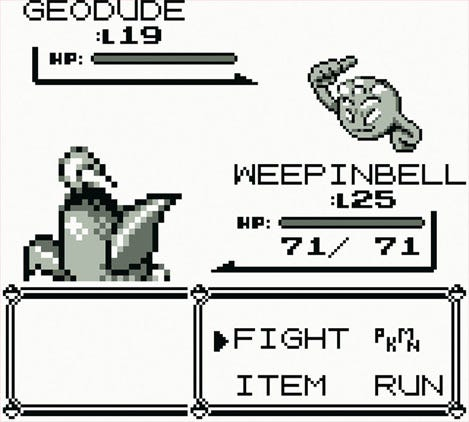 GEODUDE
:L19
HP:
WEEPINBELL
:L25
HP:
71/ 71
▶FIGHT PKMN
ITEM RUN